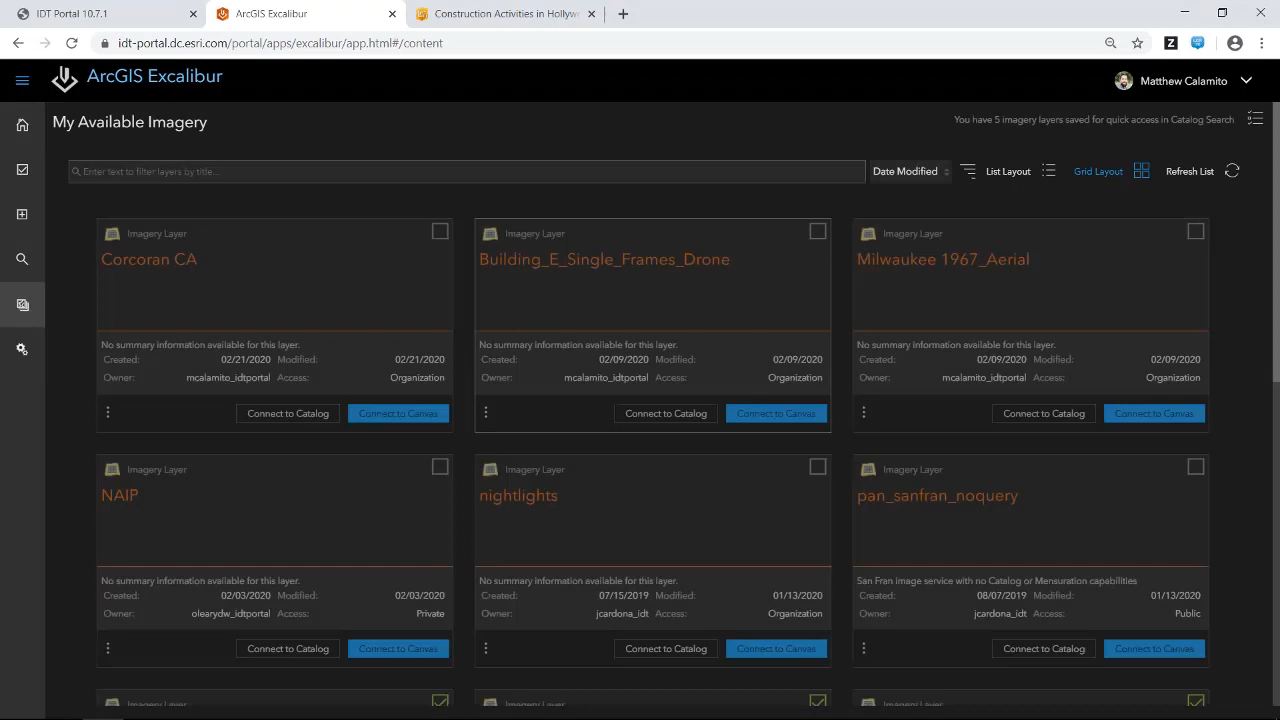 IDT Portal 10.7.1
ArcGIS Excalibur
Construction Activities in Hollyw
idt-portal.dc.esri.com/portal/apps/excalibur/app.html#/content
ArcGIS Excalibur
Matthew Calamito
My Available Imagery
You have 5 imagery layers saved for quick access in Catalog Search
Enter text to filter layers by title...
Date Modified
List Layout
Grid Layout
Refresh List
Imagery Layer
Corcoran CA
No summary information available for this layer.
Created: 02/21/2020 Modified: 02/21/2020
Owner: mcalamito_idtportal Access: Organization
Connect to Catalog Connect to Canvas
Imagery Layer
Building_E_Single_Frames_Drone
No summary information available for this layer.
Created: 02/09/2020 Modified: 02/09/2020
Owner: mcalamito_idtportal Access: Organization
Connect to Catalog Connect to Canvas
Imagery Layer
Milwaukee 1967_Aerial
No summary information available for this layer.
Created: 02/09/2020 Modified: 02/09/2020
Owner: mcalamito_idtportal Access: Organization
Connect to Catalog Connect to Canvas
Imagery Layer
NAIP
No summary information available for this layer.
Created: 02/03/2020 Modified: 02/03/2020
Owner: olearydw_idtportal Access: Private
Connect to Catalog Connect to Canvas
Imagery Layer
nightlights
No summary information available for this layer.
Created: 07/15/2019 Modified: 01/13/2020
Owner: jcardona_idt Access: Organization
Connect to Catalog Connect to Canvas
Imagery Layer
pan_sanfran_noquery
San Fran image service with no Catalog or Mensuration capabilities
Created: 08/07/2019 Modified: 01/13/2020
Owner: jcardona_idt Access: Public
Connect to Catalog Connect to Canvas
Imagery Layer
Imagery Layer
Imagery Layer